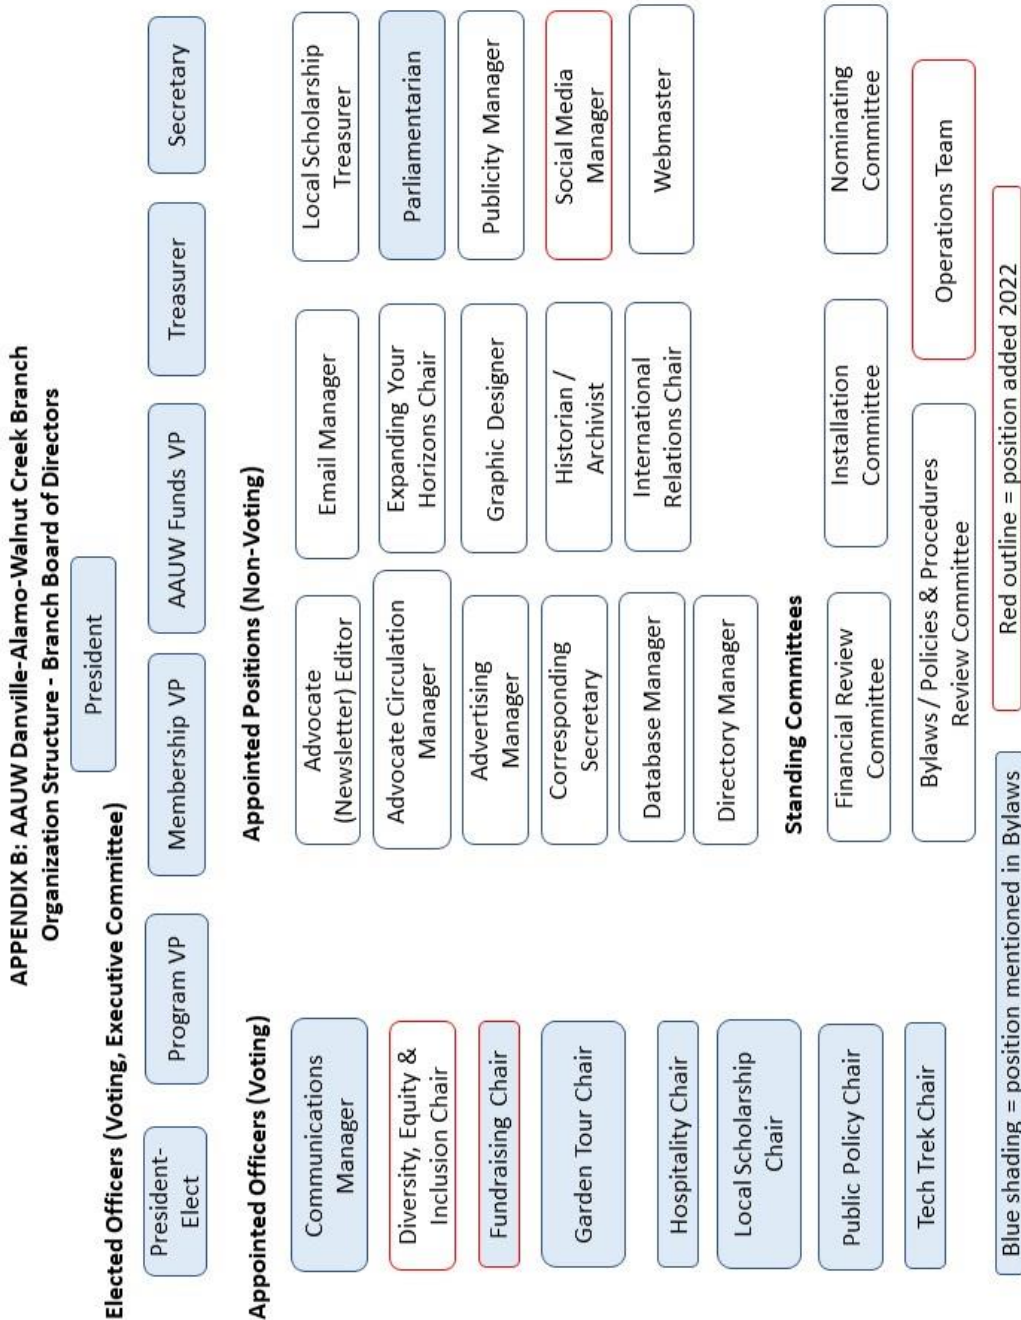 APPENDIX B: AAUW Danville-Alamo-Walnut Creek Branch
Organization Structure - Branch Board of Directors
President
Elected Officers (Voting, Executive Committee)
President-
Elect
Program VP
Membership VP
AAUW Funds VP
Treasurer
Secretary
Appointed Officers (Voting)
Communications
Manager
Diversity, Equity &
Inclusion Chair
Fundraising Chair
Garden Tour Chair
Hospitality Chair
Local Scholarship
Chair
Public Policy Chair
Tech Trek Chair
Appointed Positions (Non-Voting)
Advocate
(Newsletter) Editor
Advocate Circulation
Manager
Advertising
Manager
Corresponding
Secretary
Database Manager
Directory Manager
Email Manager
Expanding Your
Horizons Chair
Graphic Designer
Historian /
Archivist
International
Relations Chair
Local Scholarship
Treasurer
Parliamentarian
Publicity Manager
Social Media
Manager
Webmaster
Standing Committees
Financial Review
Committee
Installation
Committee
Nominating
Committee
Bylaws / Policies & Procedures
Review Committee
Operations Team
Blue shading = position mentioned in Bylaws
Red outline = position added 2022